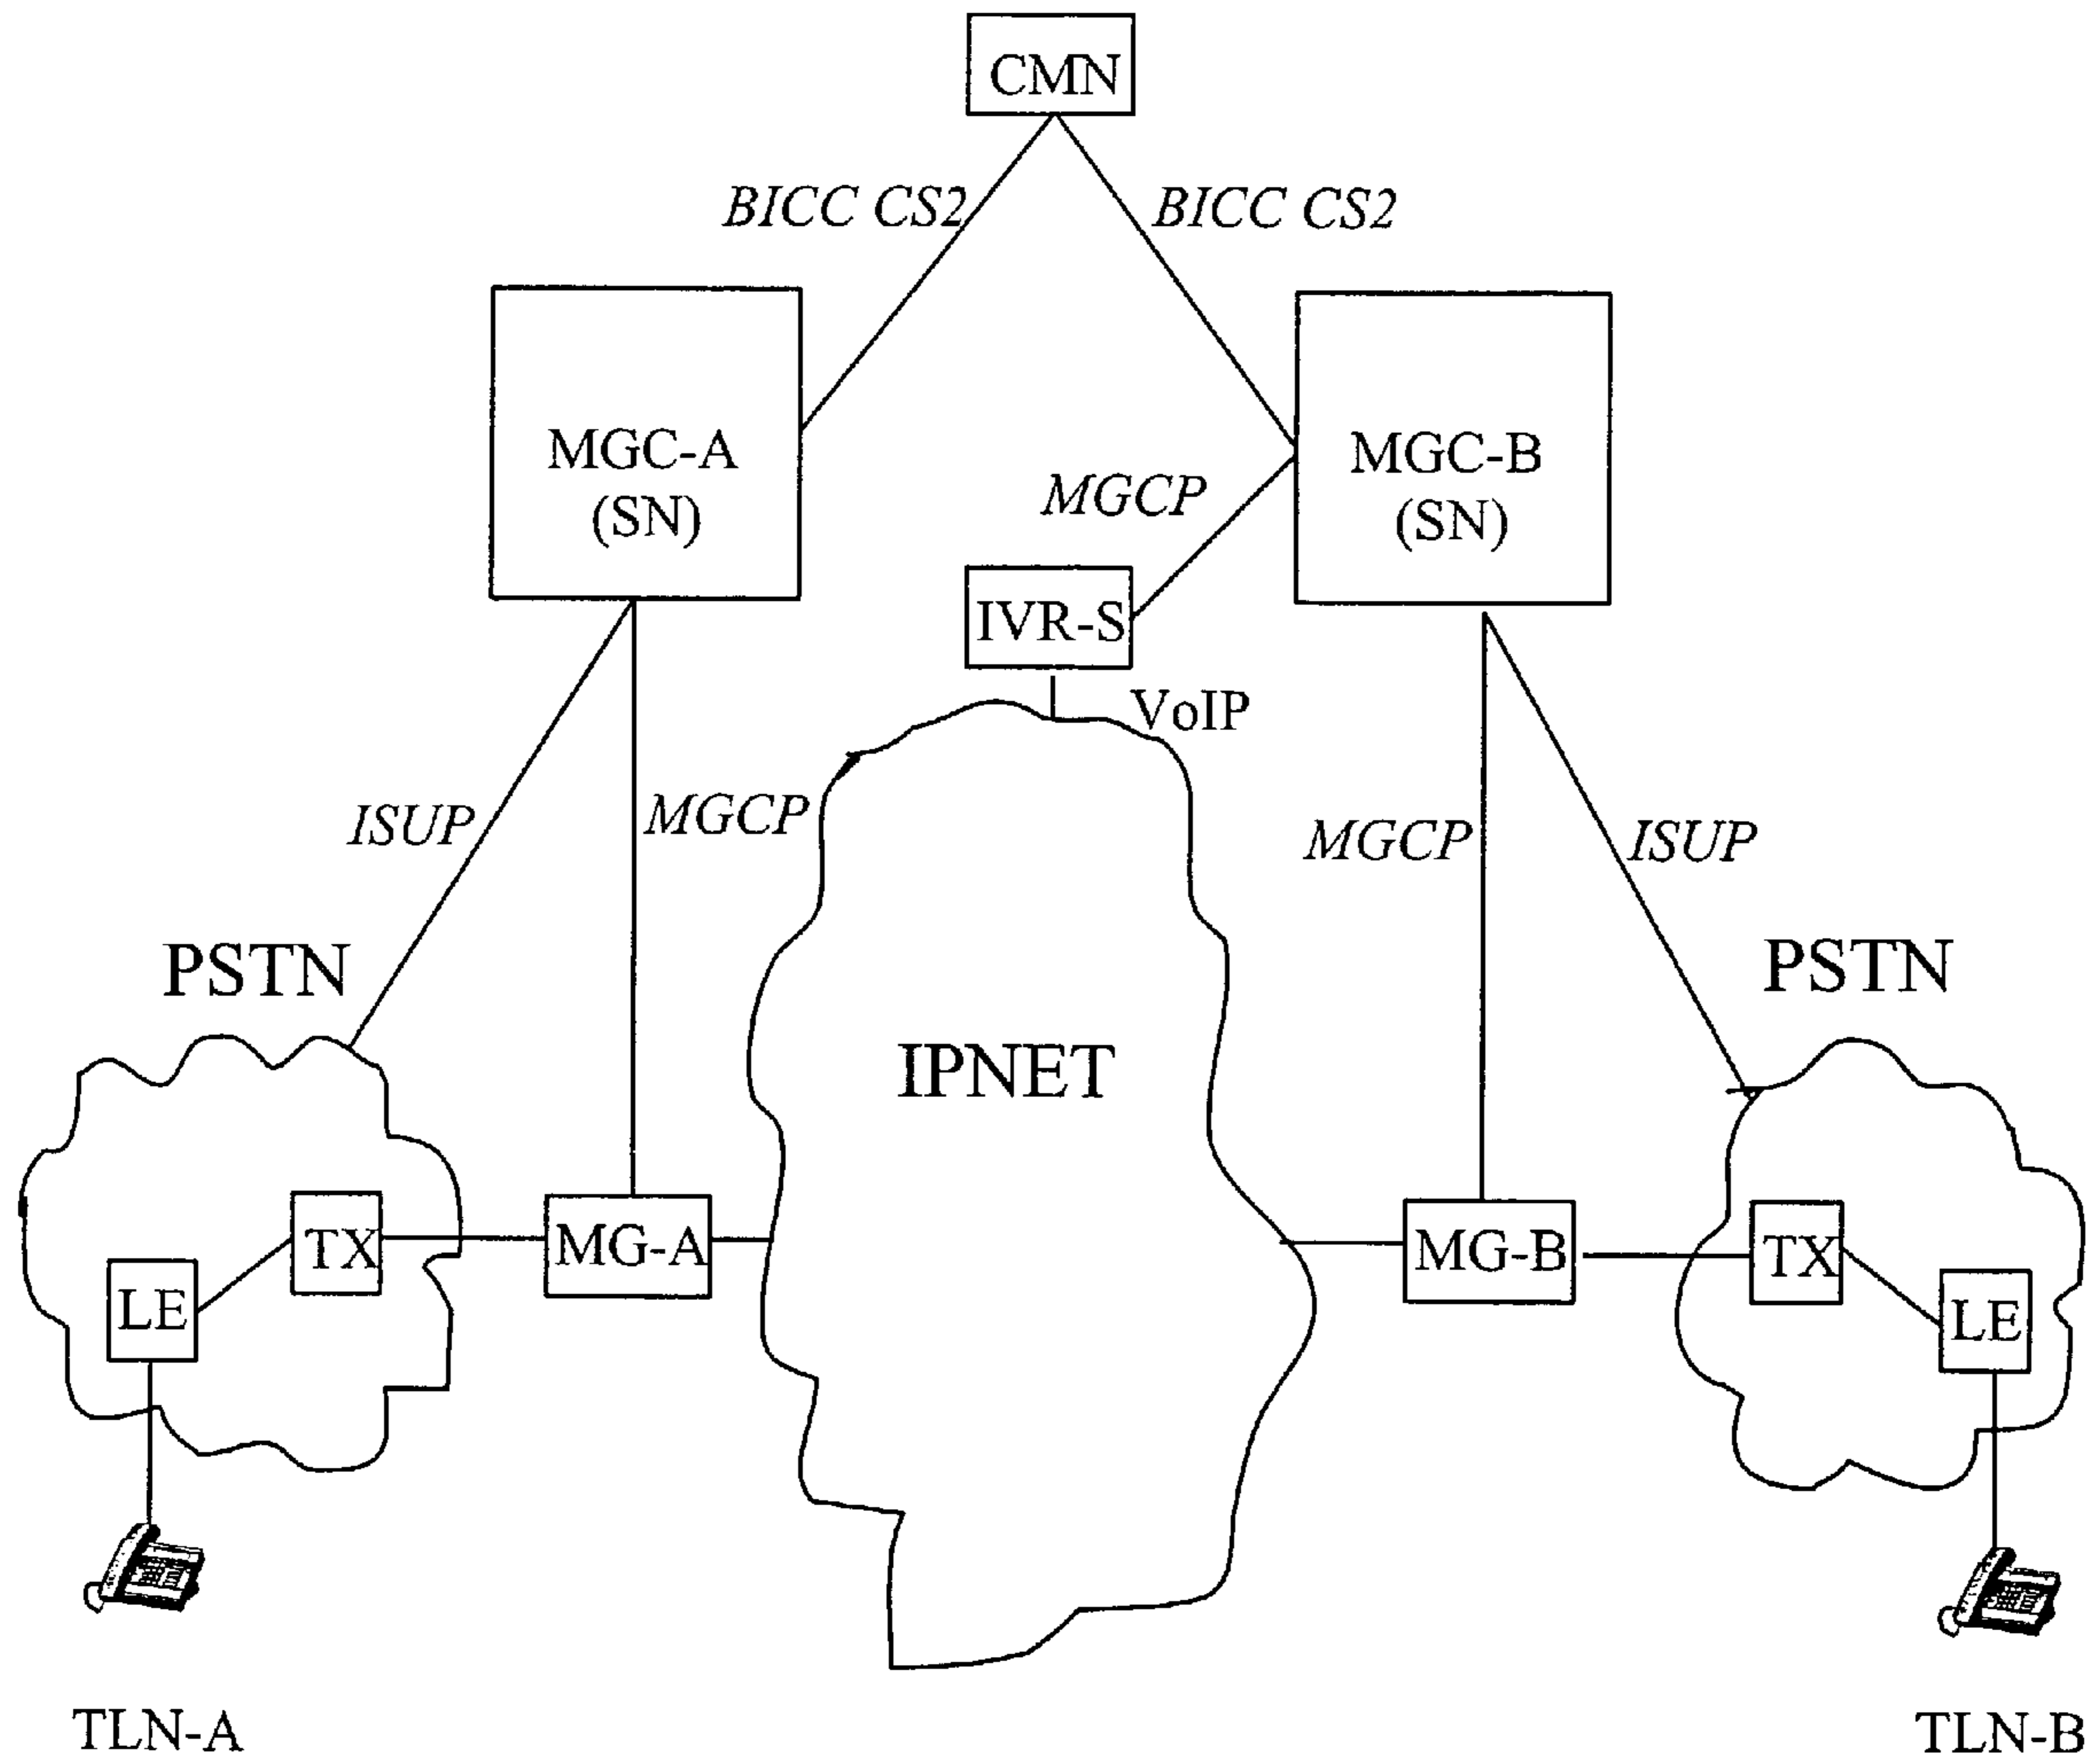 CMN
BICC CS2
BICC CS2
MGC-A
(SN)
MGC-B
(SN)
MGCP
IVR-S
VoIP
ISUP
MGCP
MGCP
ISUP
PSTN
PSTN
IPNET
TX
MG-A
MG-B
TX
LE
LE
TLN-A
TLN-B